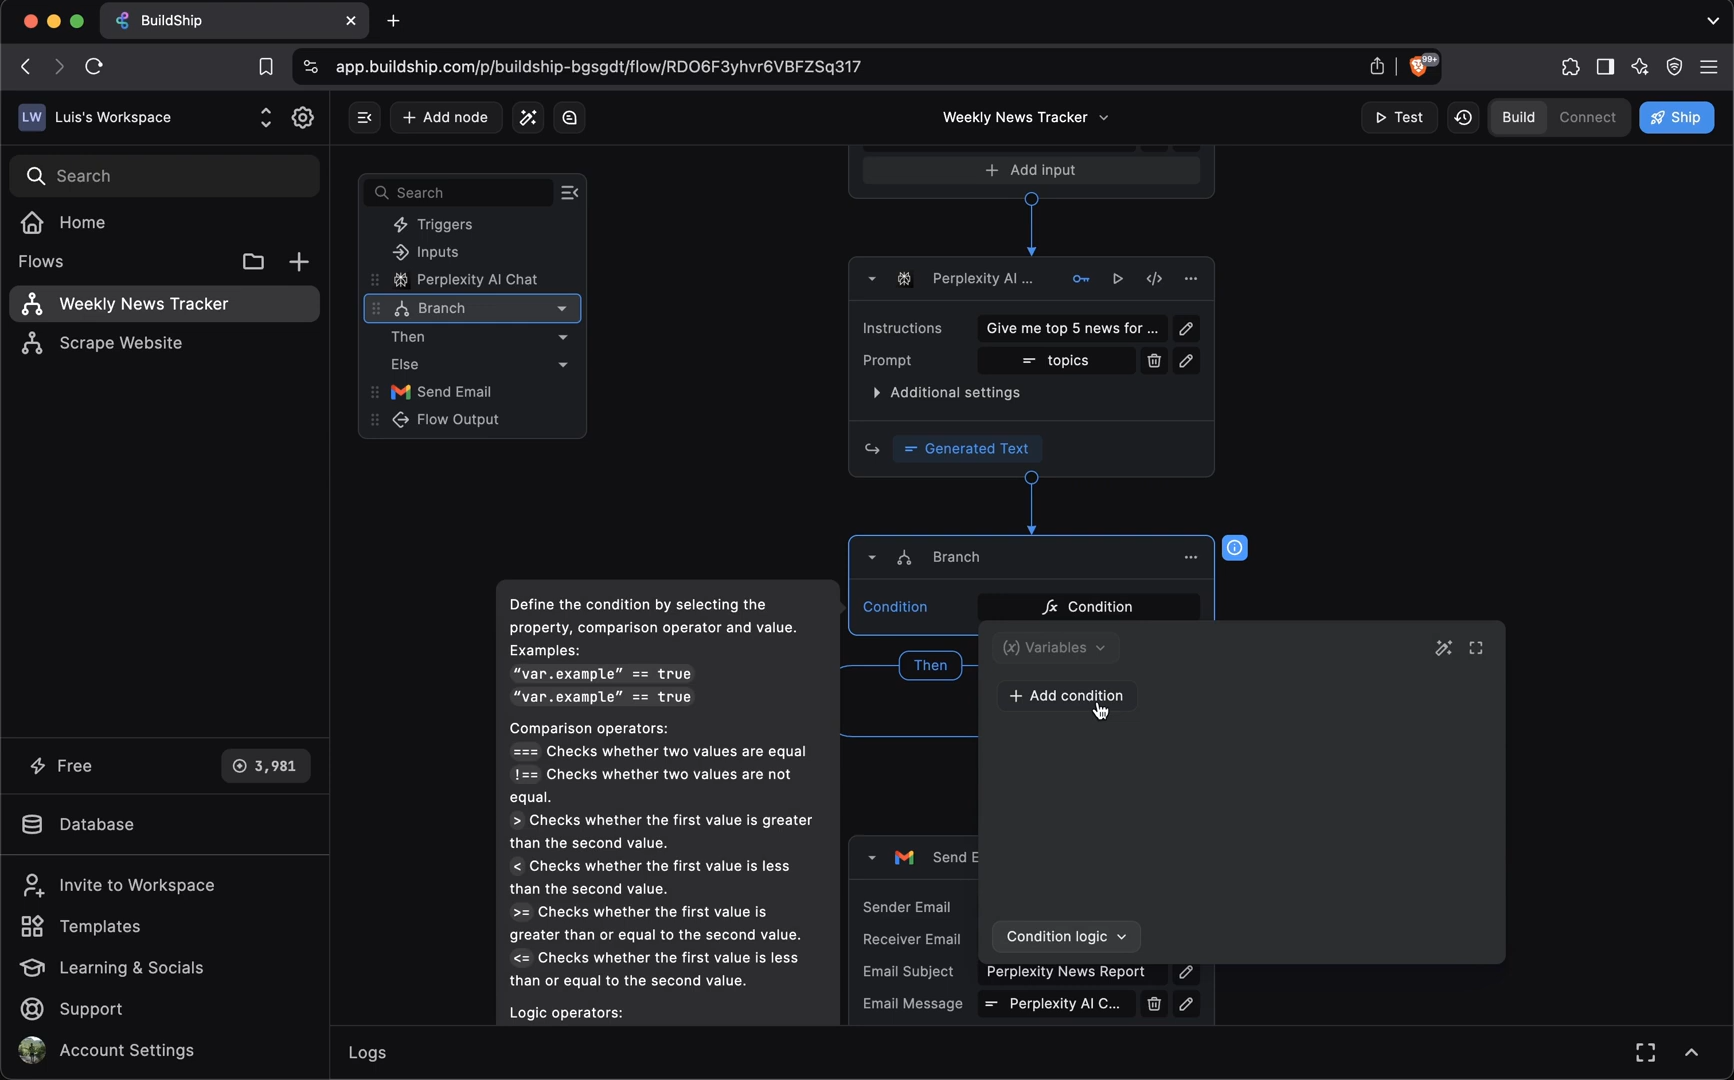 BuildShip
app.buildship.com/p/buildship-bgsgdt/flow/RDO6F3yhvr6VBFZSq317
99+
LW Luis's Workspace
Add node
Weekly News Tracker
Test
Build
Connect
Ship
Search
Home
Flows
Weekly News Tracker
Scrape Website
Free
3,981
Database
Invite to Workspace
Templates
Learning & Socials
Support
Account Settings
Search
Triggers
Inputs
Perplexity AI Chat
Branch
Then
Else
Send Email
Flow Output
Add input
Perplexity AI ...
Instructions
Give me top 5 news for ...
Prompt
topics
Additional settings
Generated Text
Branch
Condition
Condition
Then
Define the condition by selecting the
property, comparison operator and value.
Examples:
“var.example” == true
“var.example” == true
Comparison operators:
=== Checks whether two values are equal
!== Checks whether two values are not
equal.
> Checks whether the first value is greater
than the second value.
< Checks whether the first value is less
than the second value.
>= Checks whether the first value is
greater than or equal to the second value.
<= Checks whether the first value is less
than or equal to the second value.
Logic operators:
(x) Variables
+ Add condition
Condition logic
Send E
Sender Email
Receiver Email
Email Subject
Perplexity News Report
Email Message
Perplexity AI C...
Logs